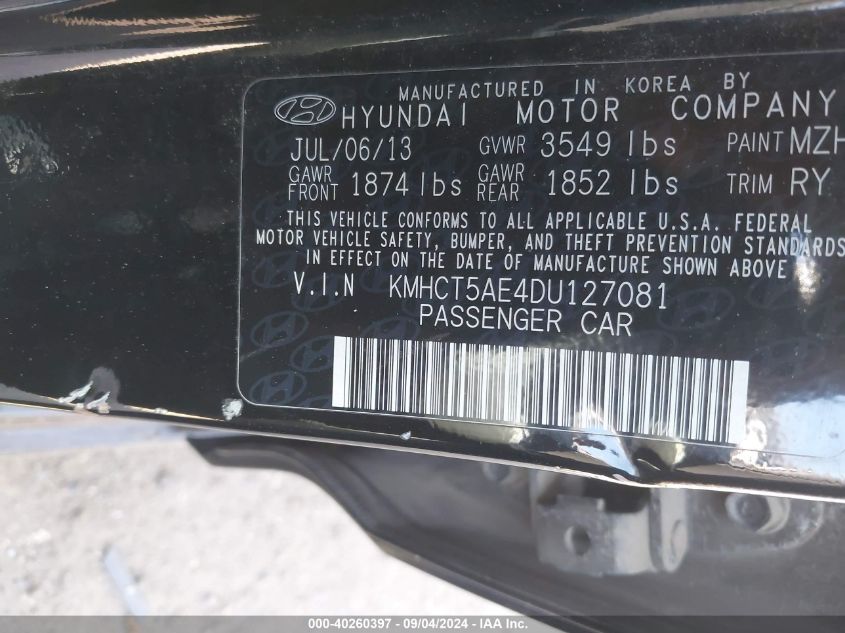 MANUFACTURED IN KOREA BY
HYUNDAI MOTOR COMPANY
JUL/06/13 GVWR 3549 lbs PAINT MZH
GAWR FRONT 1874 lbs GAWR REAR 1852 lbs TRIM RY
THIS VEHICLE CONFORMS TO ALL APPLICABLE U.S.A. FEDERAL
MOTOR VEHICLE SAFETY, BUMPER, AND THEFT PREVENTION STANDARDS
IN EFFECT ON THE DATE OF MANUFACTURE SHOWN ABOVE
V.I.N KMHCT5AE4DU127081
PASSENGER CAR
000-40260397 - 09/04/2024 - IAA Inc.